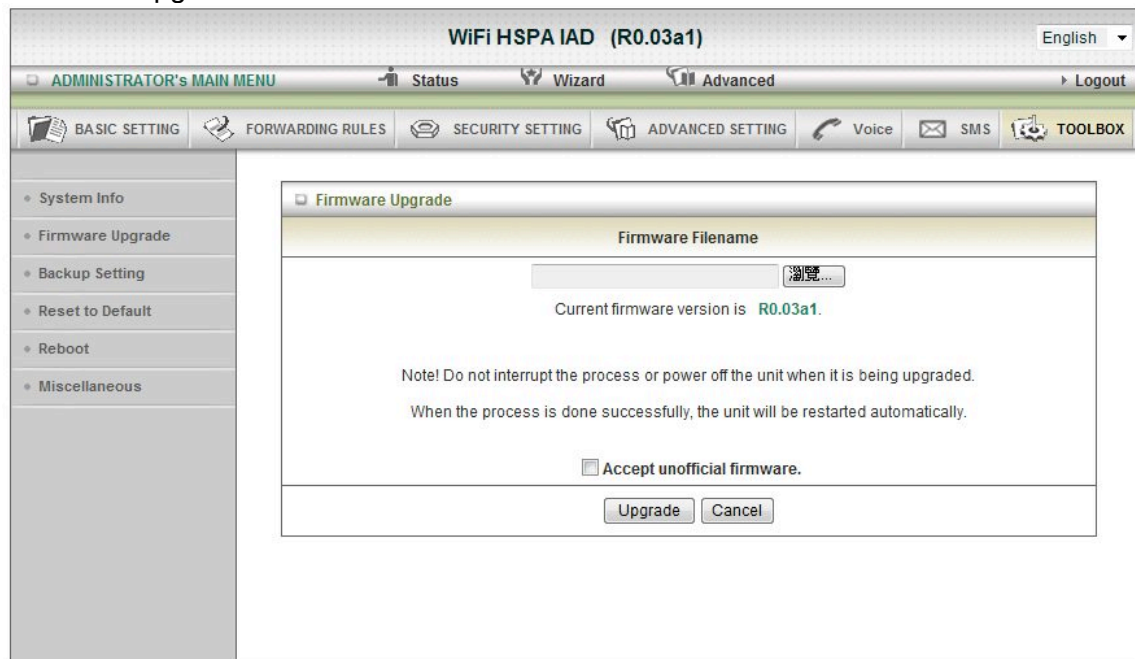 WiFi HSPA IAD (R0.03a1)
English
ADMINISTRATOR's MAIN MENU
Status
Wizard
Advanced
Logout
BASIC SETTING
FORWARDING RULES
SECURITY SETTING
ADVANCED SETTING
Voice
SMS
TOOLBOX
System Info
Firmware Upgrade
Backup Setting
Reset to Default
Reboot
Miscellaneous
Firmware Upgrade
Firmware Filename
瀏覽...
Current firmware version is R0.03a1.
Note! Do not interrupt the process or power off the unit when it is being upgraded.
When the process is done successfully, the unit will be restarted automatically.
Accept unofficial firmware.
Upgrade
Cancel